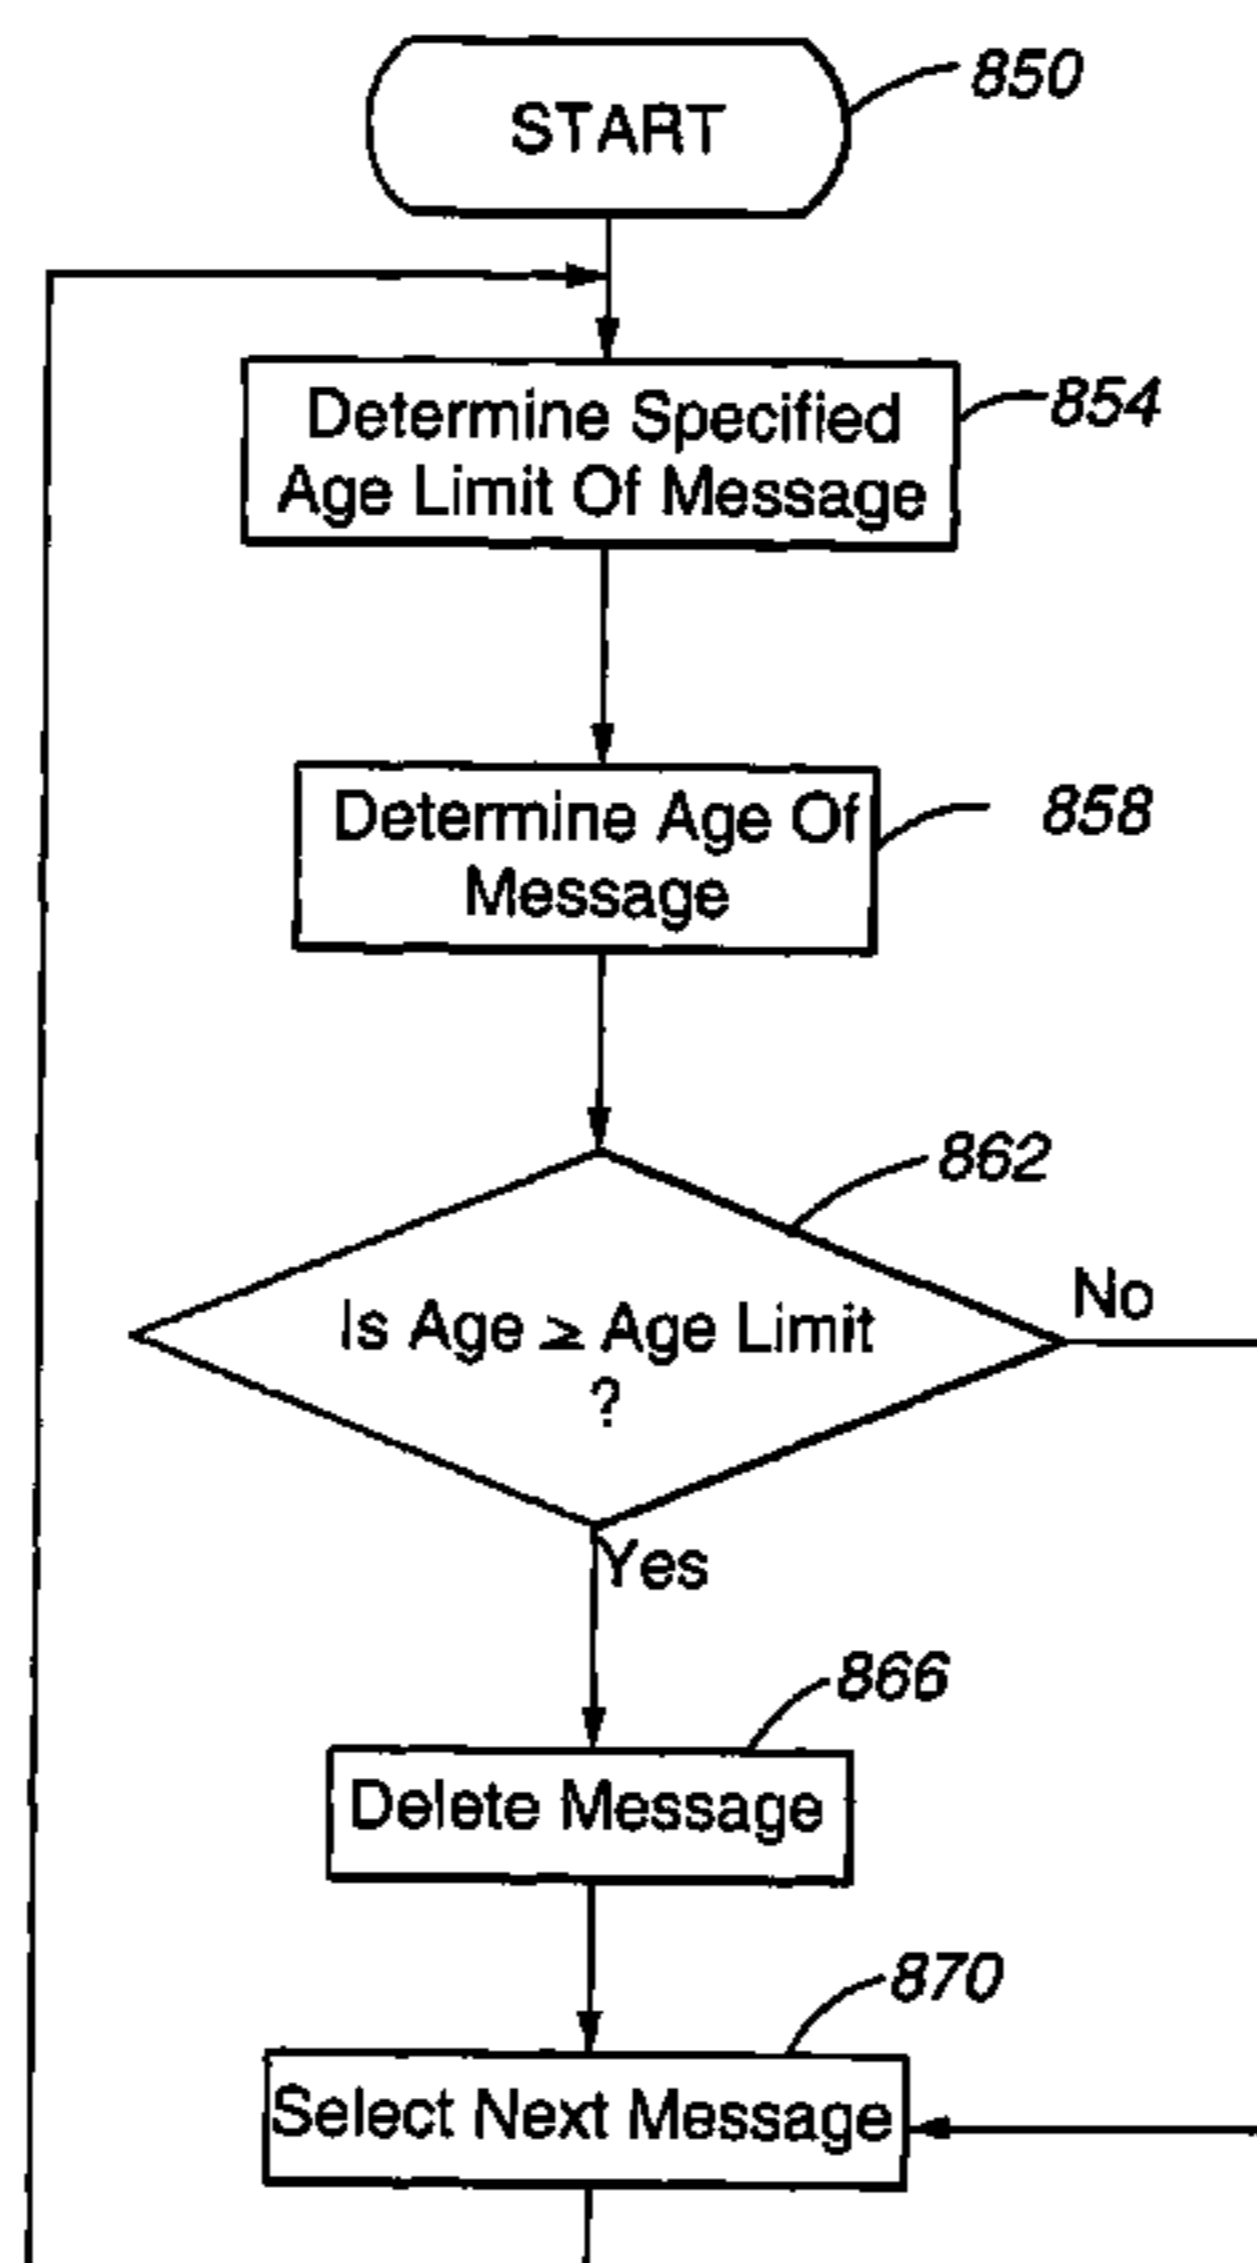 START
850
Determine Specified
Age Limit Of Message
854
Determine Age Of
Message
858
862
Is Age ≥ Age Limit
?
No
Yes
866
Delete Message
870
Select Next Message